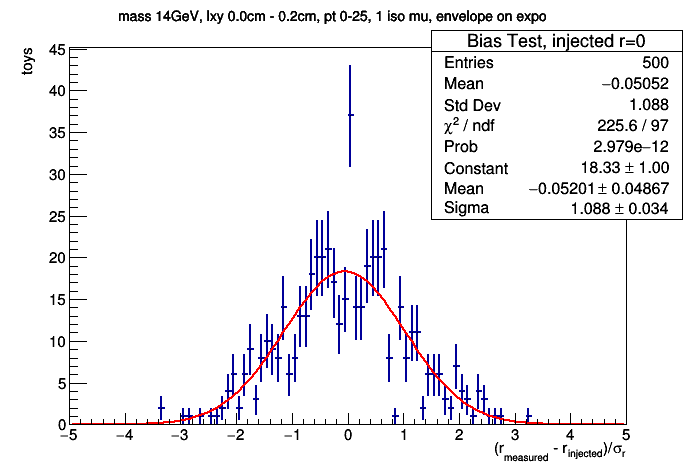 mass 14GeV, lxy 0.0cm - 0.2cm, pt 0-25, 1 iso mu, envelope on expo
Bias Test, injected r=0
Entries 500
Mean −0.05052
Std Dev 1.088
χ² / ndf 225.6 / 97
Prob 2.979e−12
Constant 18.33 ± 1.00
Mean −0.05201 ± 0.04867
Sigma 1.088 ± 0.034
toys
45
40
35
30
25
20
15
10
5
0
−5 −4 −3 −2 −1 0 1 2 3 4 5
(r_measured - r_injected)/σ_r